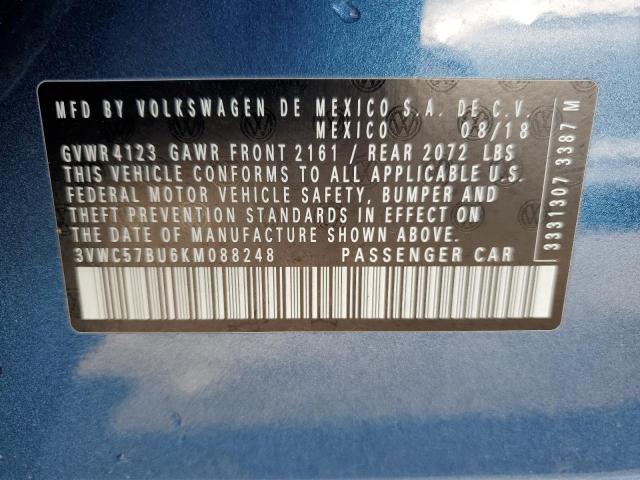 MFD BY VOLKSWAGEN DE MEXICO S.A. DE C.V.
MEXICO 08/18
GVWR 4123 GAWR FRONT 2161 / REAR 2072 LBS
THIS VEHICLE CONFORMS TO ALL APPLICABLE U.S.
FEDERAL MOTOR VEHICLE SAFETY, BUMPER AND
THEFT PREVENTION STANDARDS IN EFFECT ON
THE DATE OF MANUFACTURE SHOWN ABOVE.
3VWC57BU6KM088248 PASSENGER CAR
3331307 3387 M